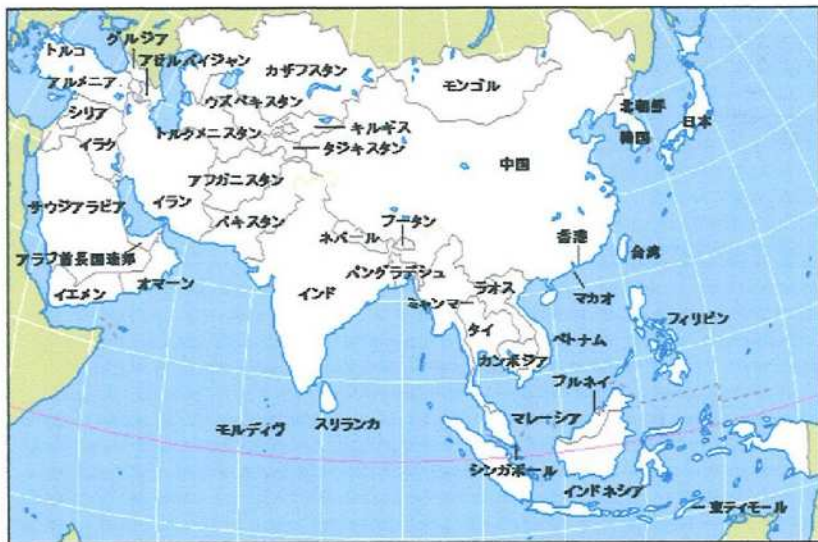 グルジア
トルコ
アゼルバイジャン
カザフスタン
モンゴル
アルメニア
ウズベキスタン
北朝鮮
シリア
日本
トルクメニスタン
キルギス
韓国
イラク
タジキスタン
中国
アフガニスタン
サウジアラビア
イラン
パキスタン
ネパール
ブータン
香港
アラブ首長国連邦
台湾
バングラデシュ
オマーン
イエメン
インド
ラオス
マカオ
ミャンマー
フィリピン
タイ
ベトナム
カンボジア
ブルネイ
モルディヴ
スリランカ
マレーシア
シンガポール
インドネシア
東ティモール